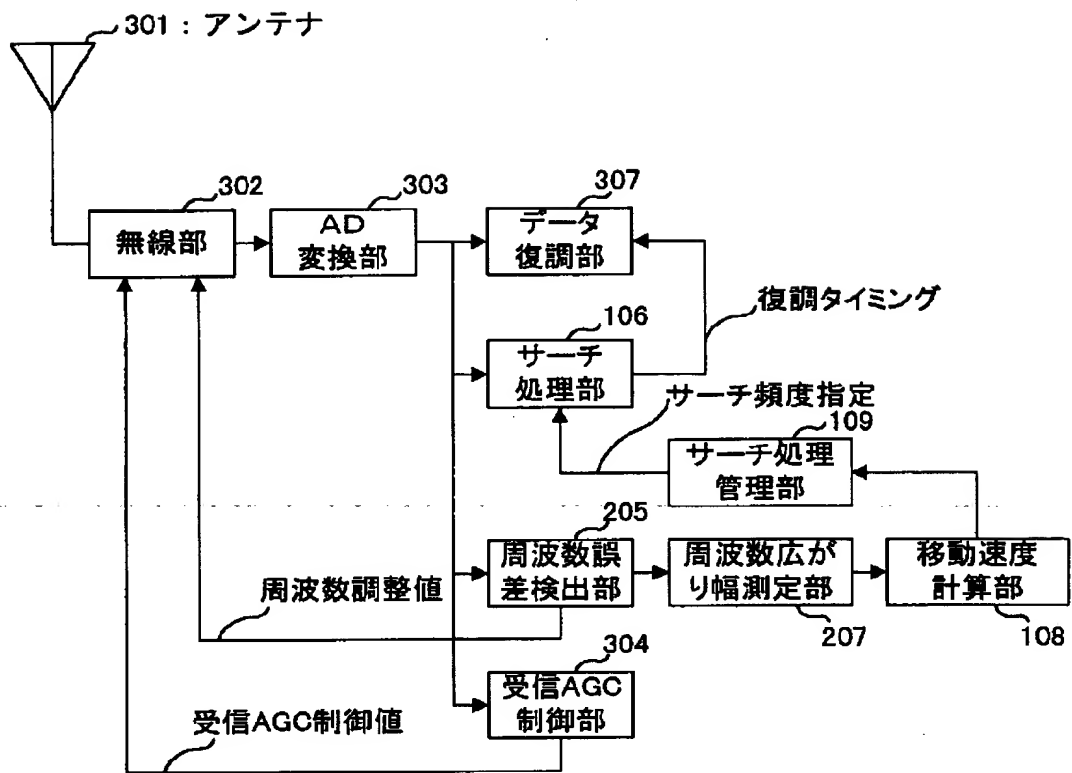 301：アンテナ
302
303
307
無線部
AD
変換部
データ
復調部
復調タイミング
106
サーチ
処理部
サーチ頻度指定
109
サーチ処理
管理部
205
周波数誤
差検出部
周波数広が
り幅測定部
207
移動速度
計算部
108
周波数調整値
304
受信AGC
制御部
受信AGC制御値